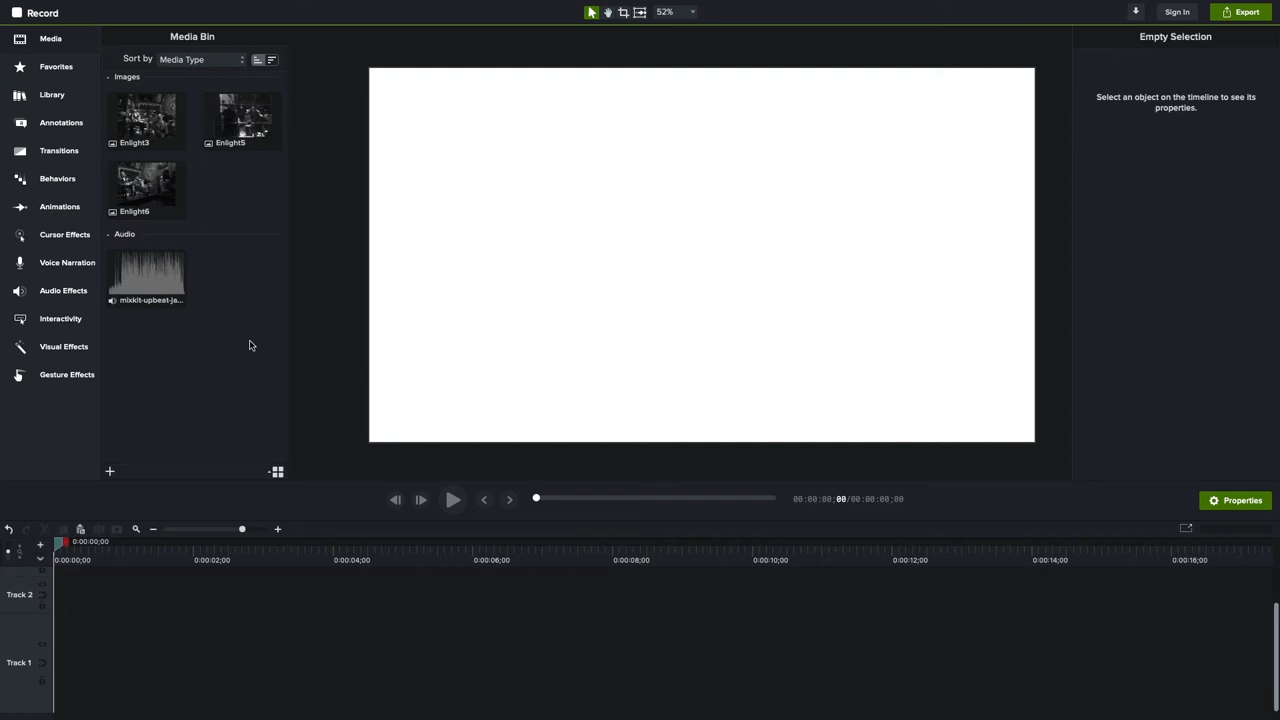 Record
52%
Sign In
Export
Media
Favorites
Library
Annotations
Transitions
Behaviors
Animations
Cursor Effects
Voice Narration
Audio Effects
Interactivity
Visual Effects
Gesture Effects
Media Bin
Sort by Media Type
Images
Enlight3
Enlight5
Enlight6
Audio
mixkit-upbeat-ja...
Empty Selection
Select an object on the timeline to see its
properties.
00:00:00;00/00:00:00;00
Properties
0:00:00;00
0:00:00;00 0:00:02;00 0:00:04;00 0:00:06;00 0:00:08;00 0:00:10;00 0:00:12;00 0:00:14;00 0:00:16;00
Track 2
Track 1